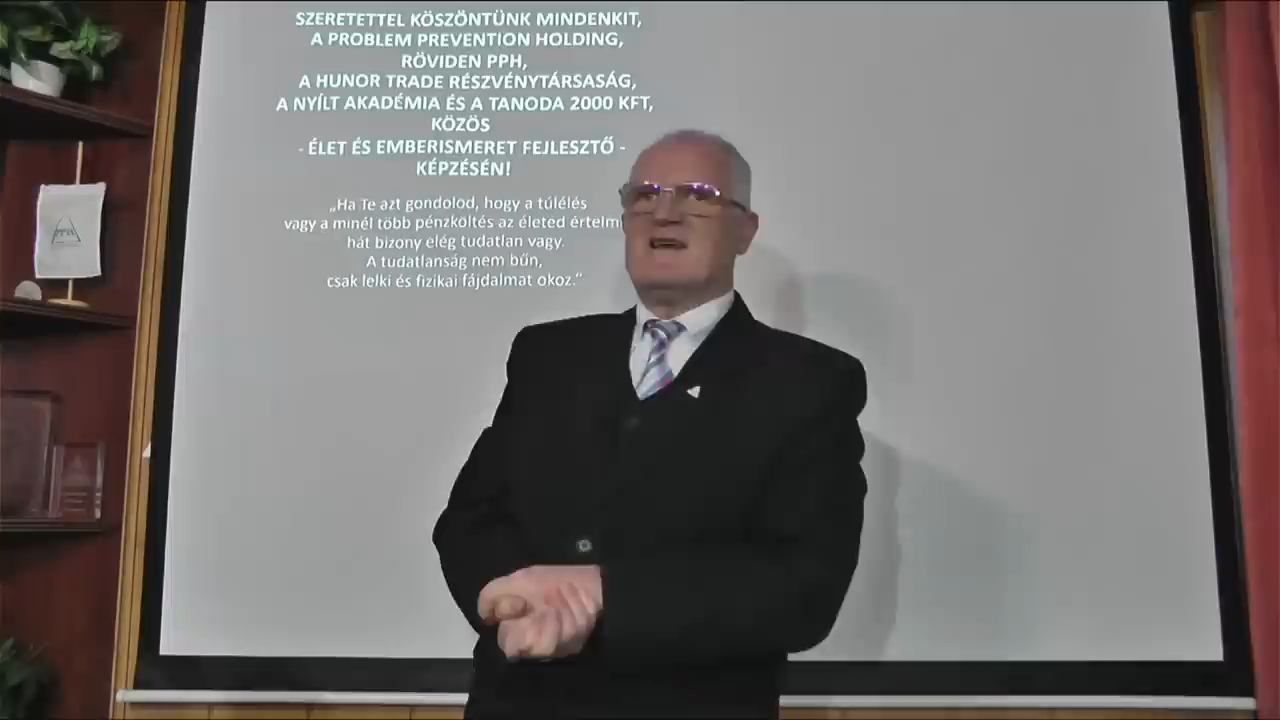 SZERETETTEL KÖSZÖNTÜNK MINDENKIT,
A PROBLEM PREVENTION HOLDING,
RÖVIDEN PPH,
A HUNOR TRADE RÉSZVÉNYTÁRSASÁG,
A NYÍLT AKADÉMIA ÉS A TANODA 2000 KFT,
KÖZÖS
- ÉLET ÉS EMBERISMERET FEJLESZTŐ -
KÉPZÉSÉN!
„Ha Te azt gondolod, hogy a túlélés
vagy a minél több pénzköltés az életed értelm
hát bizony elég tudatlan vagy.
A tudatlanság nem bűn,
csak lelki és fizikai fájdalmat okoz.“